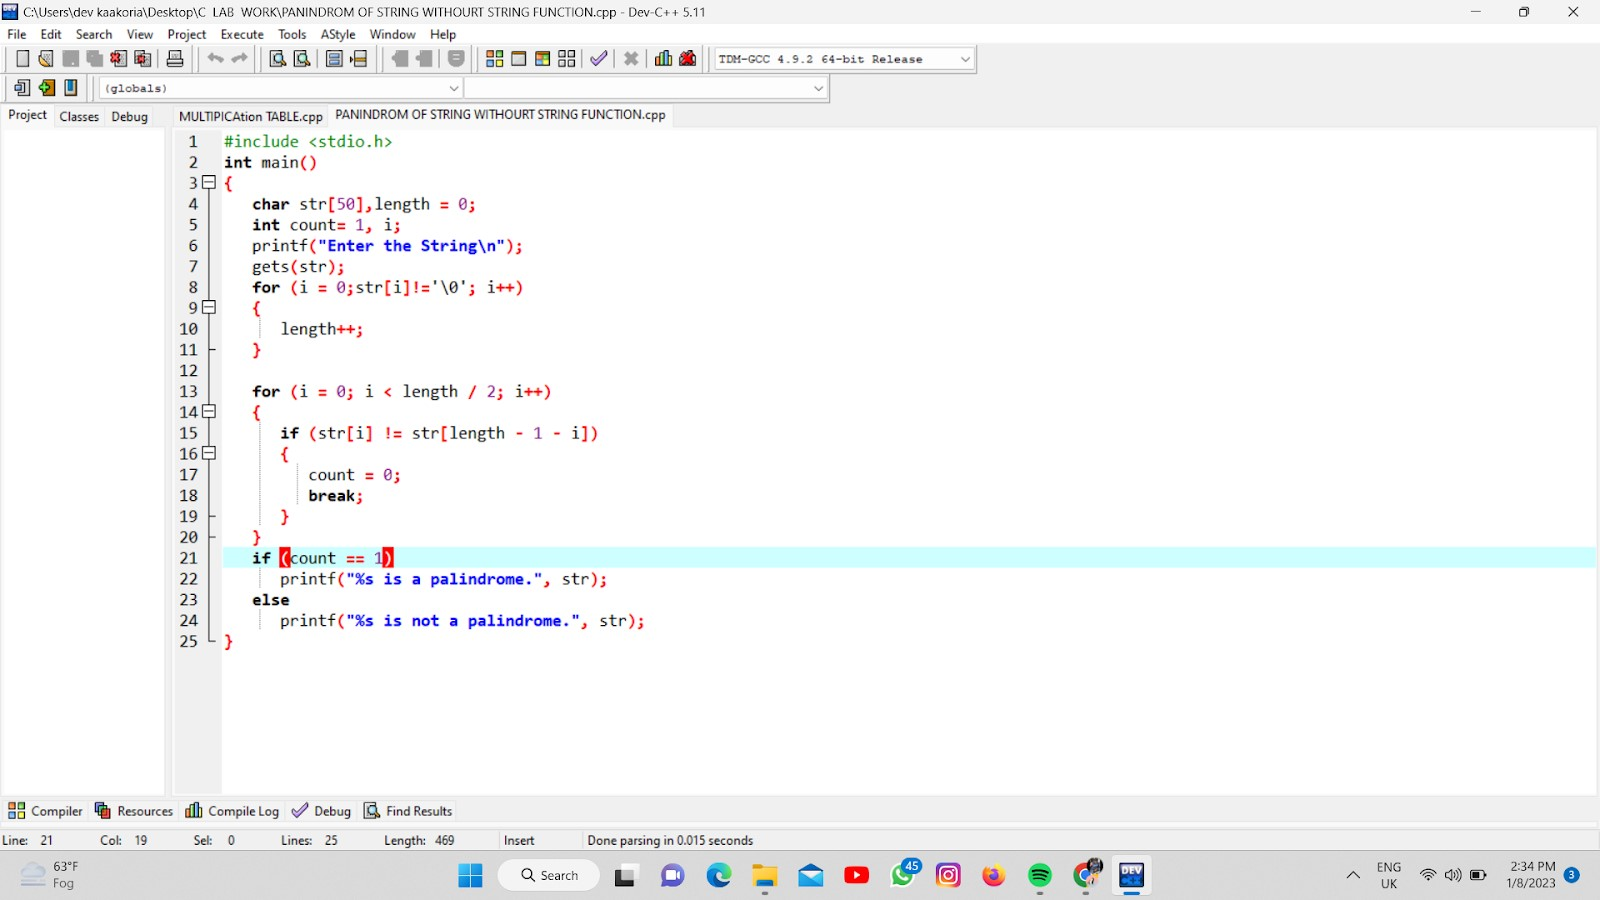 C:\Users\dev kaakoria\Desktop\C LAB WORK\PANINDROM OF STRING WITHOURT STRING FUNCTION.cpp - Dev-C++ 5.11
File Edit Search View Project Execute Tools AStyle Window Help
TDM-GCC 4.9.2 64-bit Release
(globals)
Project Classes Debug MULTIPICAtion TABLE.cpp PANINDROM OF STRING WITHOURT STRING FUNCTION.cpp
1 #include <stdio.h>
2 int main()
3 {
4 char str[50],length = 0;
5 int count= 1, i;
6 printf("Enter the String\n");
7 gets(str);
8 for (i = 0;str[i]!='\0'; i++)
9 {
10 length++;
11 }
12
13 for (i = 0; i < length / 2; i++)
14 {
15 if (str[i] != str[length - 1 - i])
16 {
17 count = 0;
18 break;
19 }
20 }
21 if (count == 1)
22 printf("%s is a palindrome.", str);
23 else
24 printf("%s is not a palindrome.", str);
25 }
Compiler Resources Compile Log Debug Find Results
Line: 21 Col: 19 Sel: 0 Lines: 25 Length: 469 Insert Done parsing in 0.015 seconds
63°F
Fog
Search
45
DEV
ENG
UK
2:34 PM
1/8/2023
3